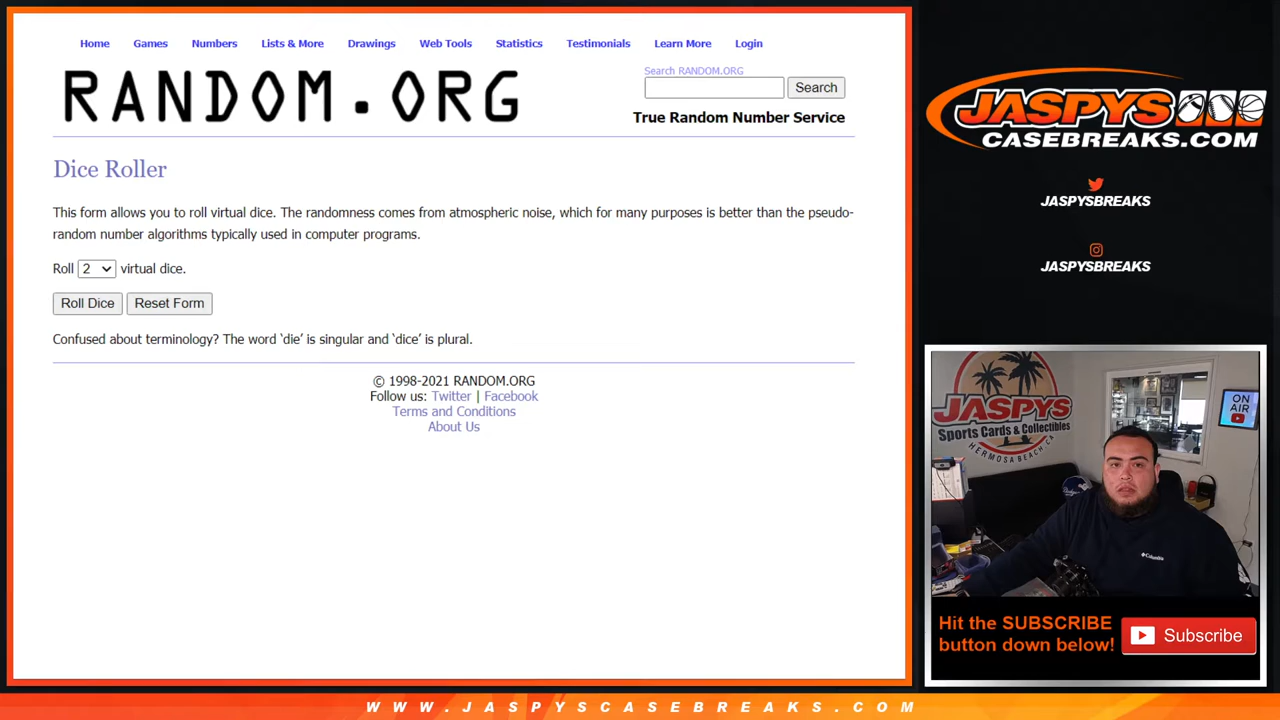 Home Games Numbers Lists & More Drawings Web Tools Statistics Testimonials Learn More Login
RANDOM.ORG
Search RANDOM.ORG
Search
True Random Number Service
Dice Roller
This form allows you to roll virtual dice. The randomness comes from atmospheric noise, which for many purposes is better than the pseudo-
random number algorithms typically used in computer programs.
Roll 2 virtual dice.
Roll Dice Reset Form
Confused about terminology? The word ‘die’ is singular and ‘dice’ is plural.
© 1998-2021 RANDOM.ORG
Follow us: Twitter | Facebook
Terms and Conditions
About Us
JASPYS
CASEBREAKS.COM
JASPYSBREAKS
JASPYSBREAKS
JASPYS
Sports Cards & Collectibles
HERMOSA BEACH, CA
ON
AIR
Columbia
Hit the SUBSCRIBE
button down below!
Subscribe
WWW.JASPYSCASEBREAKS.COM